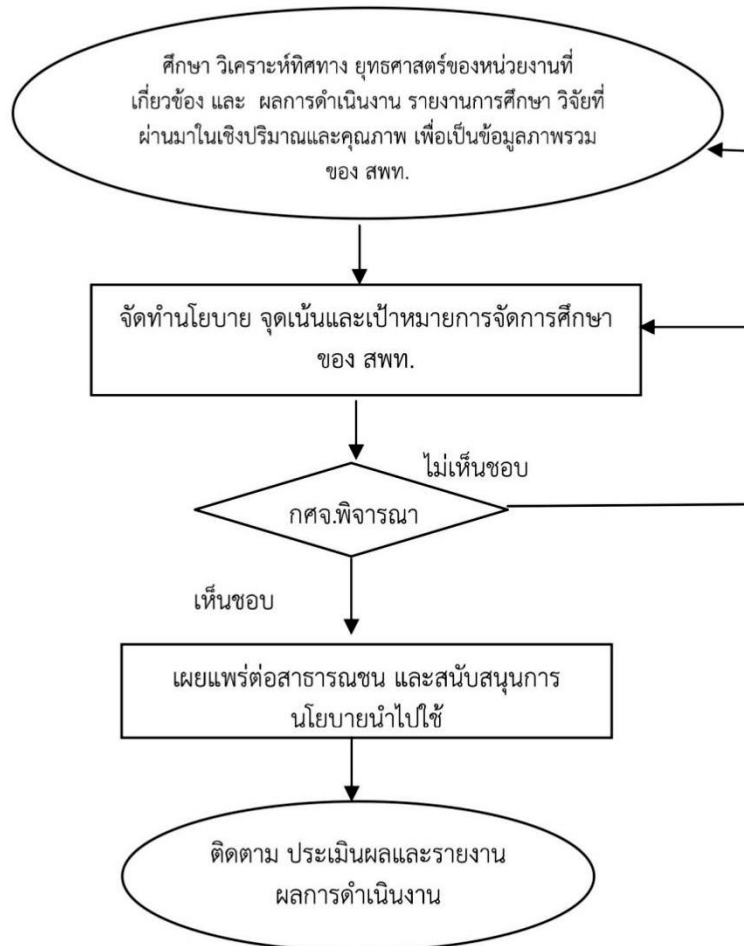 ศึกษา วิเคราะห์ทิศทาง ยุทธศาสตร์ของหน่วยงานที่
เกี่ยวข้อง และ ผลการดำเนินงาน รายงานการศึกษา วิจัยที่
ผ่านมาในเชิงปริมาณและคุณภาพ เพื่อเป็นข้อมูลภาพรวม
ของ สพท.
จัดทำนโยบาย จุดเน้นและเป้าหมายการจัดการศึกษา
ของ สพท.
ไม่เห็นชอบ
กศจ.พิจารณา
เห็นชอบ
เผยแพร่ต่อสาธารณชน และสนับสนุนการ
นโยบายนำไปใช้
ติดตาม ประเมินผลและรายงาน
ผลการดำเนินงาน